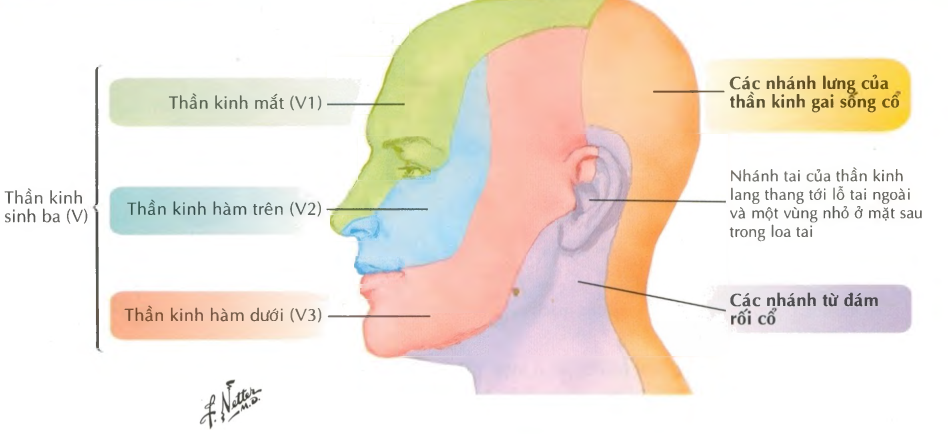 Thần kinh
sinh ba (V)
Thần kinh mắt (V1)
Thần kinh hàm trên (V2)
Thần kinh hàm dưới (V3)
Các nhánh lưng của
thần kinh gai sống cổ
Nhánh tai của thần kinh
lang thang tới lỗ tai ngoài
và một vùng nhỏ ở mặt sau
trong loa tai
Các nhánh từ đám
rối cổ
F. Netter
M.D.